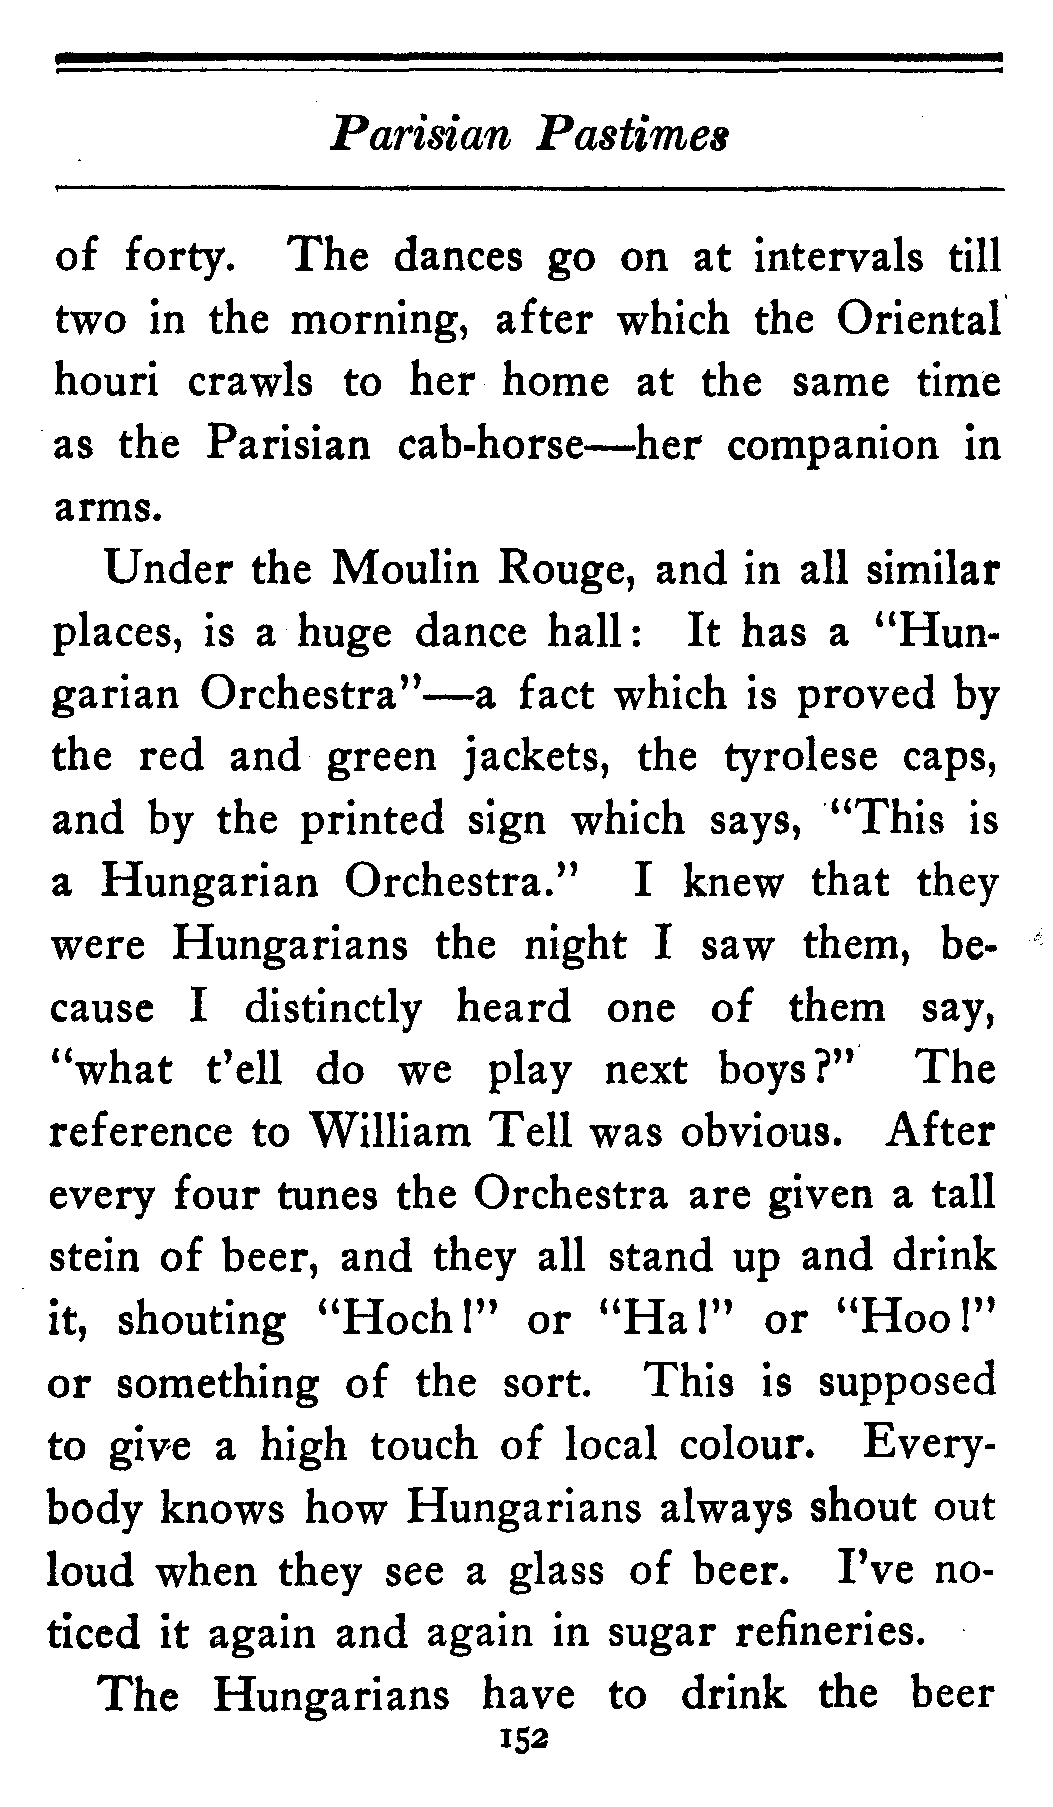 Parisian Pastimes
of forty. The dances go on at intervals till
two in the morning, after which the Oriental
houri crawls to her home at the same time
as the Parisian cab-horse—her companion in
arms.
Under the Moulin Rouge, and in all similar
places, is a huge dance hall: It has a “Hun-
garian Orchestra”—a fact which is proved by
the red and green jackets, the tyrolese caps,
and by the printed sign which says, “This is
a Hungarian Orchestra.” I knew that they
were Hungarians the night I saw them, be-
cause I distinctly heard one of them say,
“what t’ell do we play next boys?” The
reference to William Tell was obvious. After
every four tunes the Orchestra are given a tall
stein of beer, and they all stand up and drink
it, shouting “Hoch!” or “Ha!” or “Hoo!”
or something of the sort. This is supposed
to give a high touch of local colour. Every-
body knows how Hungarians always shout out
loud when they see a glass of beer. I’ve no-
ticed it again and again in sugar refineries.
The Hungarians have to drink the beer
152